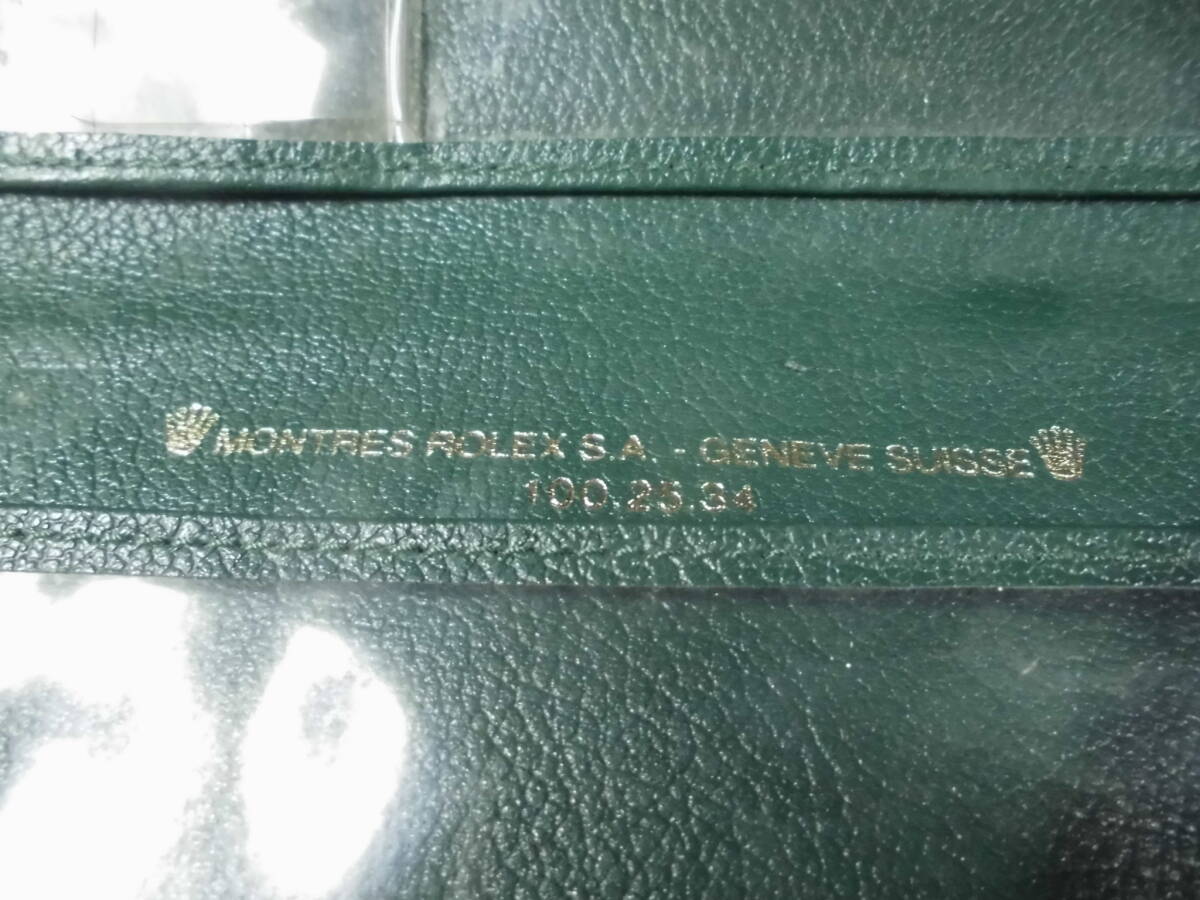 MONTRES ROLEX S.A. - GENEVE SUISSE
100.25.34